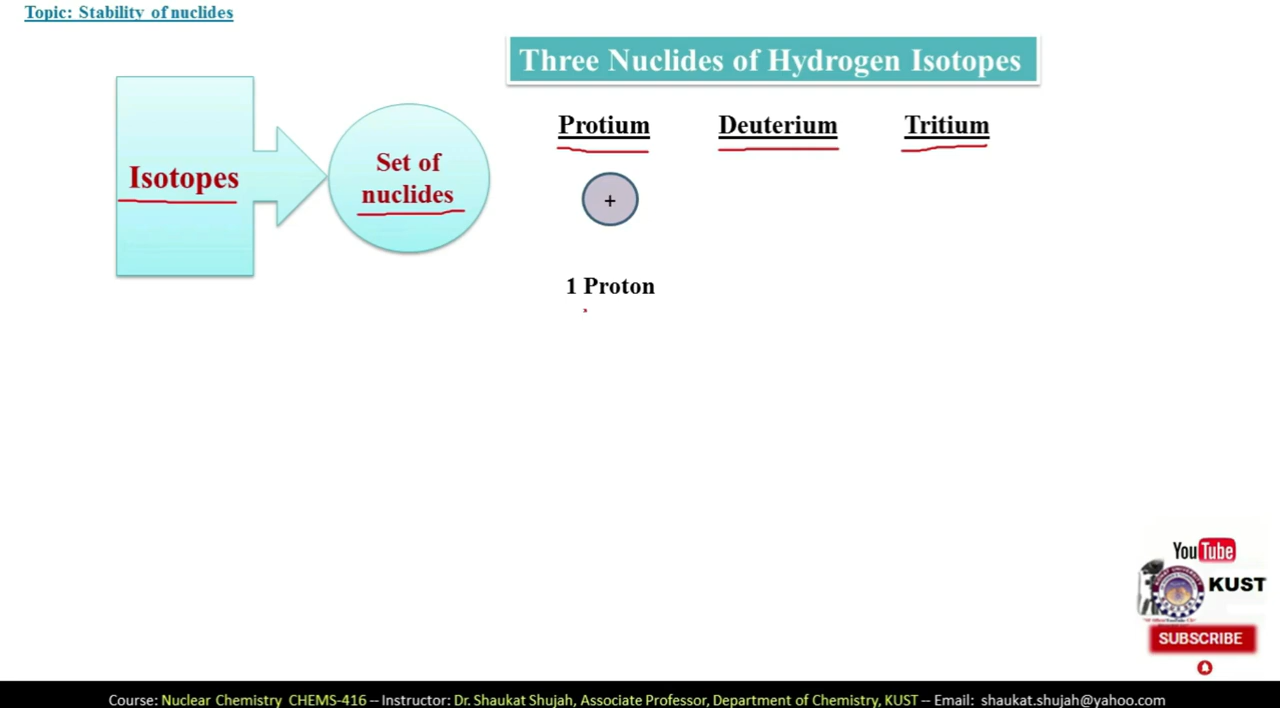 Topic: Stability of nuclides
Three Nuclides of Hydrogen Isotopes
Isotopes
Set of
nuclides
Protium Deuterium Tritium
+
1 Proton
YouTube
KUST
SUBSCRIBE
Course: Nuclear Chemistry CHEMS-416 -- Instructor: Dr. Shaukat Shujah, Associate Professor, Department of Chemistry, KUST -- Email: shaukat.shujah@yahoo.com